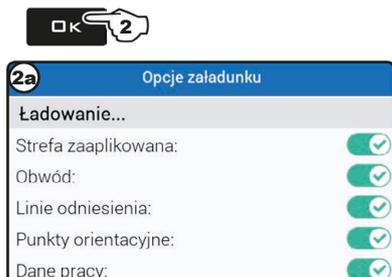 OK
2
2a
Opcje załadunku
Ładowanie...
Strefa zaaplikowana:
Obwód:
Linie odniesienia:
Punkty orientacyjne:
Dane pracy: